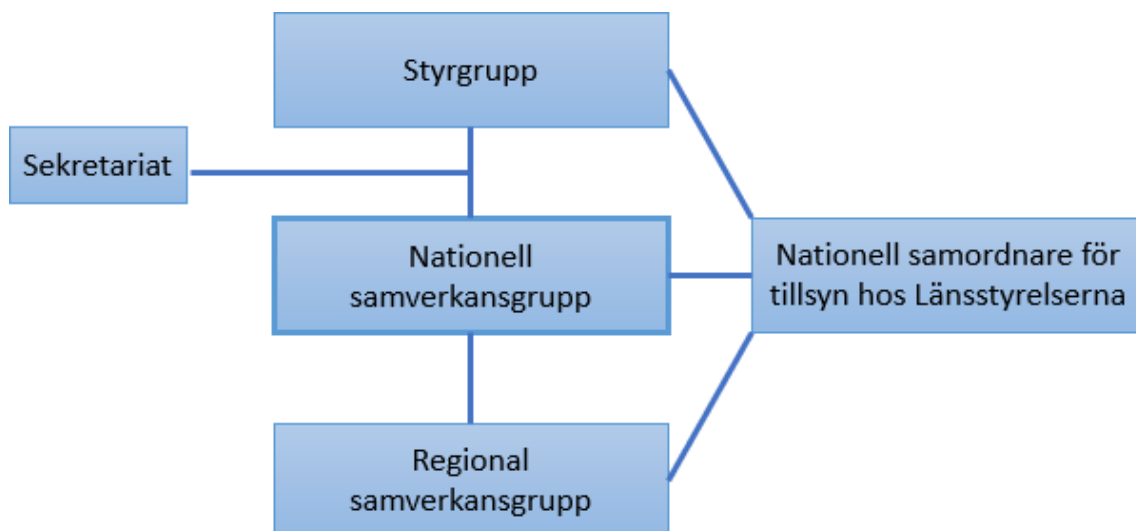 Styrgrupp
Sekretariat
Nationell
samverkansgrupp
Nationell samordnare för
tillsyn hos Länsstyrelserna
Regional
samverkansgrupp